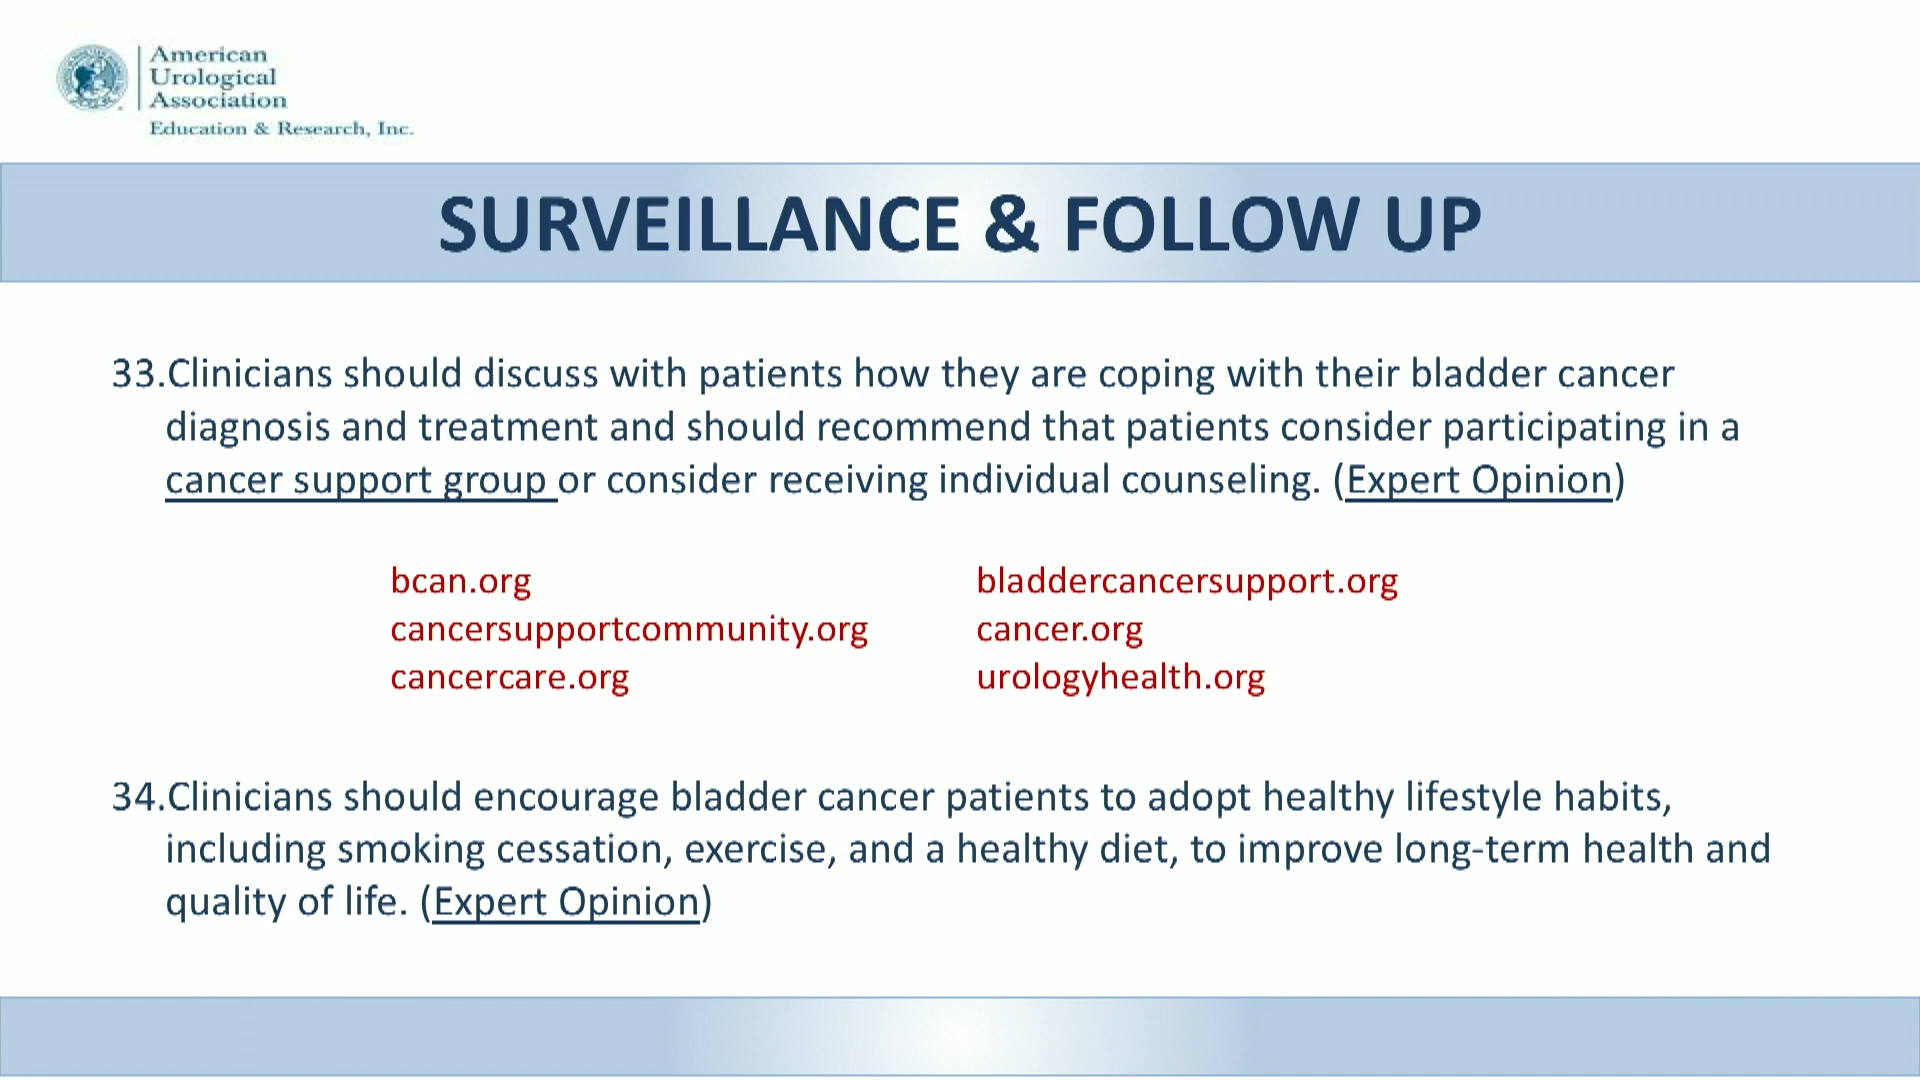 American
Urological
Association
Education & Research, Inc.
SURVEILLANCE & FOLLOW UP
33.Clinicians should discuss with patients how they are coping with their bladder cancer
diagnosis and treatment and should recommend that patients consider participating in a
cancer support group or consider receiving individual counseling. (Expert Opinion)
bcan.org
cancersupportcommunity.org
cancercare.org
bladdercancersupport.org
cancer.org
urologyhealth.org
34.Clinicians should encourage bladder cancer patients to adopt healthy lifestyle habits,
including smoking cessation, exercise, and a healthy diet, to improve long-term health and
quality of life. (Expert Opinion)